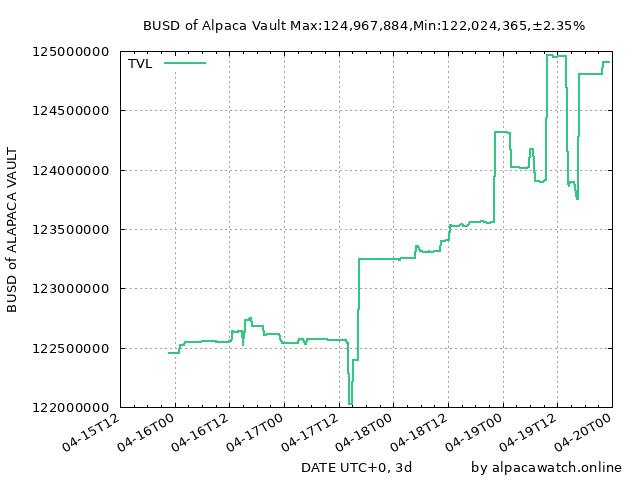 BUSD of Alpaca Vault Max:124,967,884,Min:122,024,365,±2.35%
TVL
125000000
124500000
124000000
123500000
123000000
122500000
122000000
BUSD of ALAPACA VAULT
04-15T12
04-16T00
04-16T12
04-17T00
04-17T12
04-18T00
04-18T12
04-19T00
04-19T12
04-20T00
DATE UTC+0, 3d
by alpacawatch.online